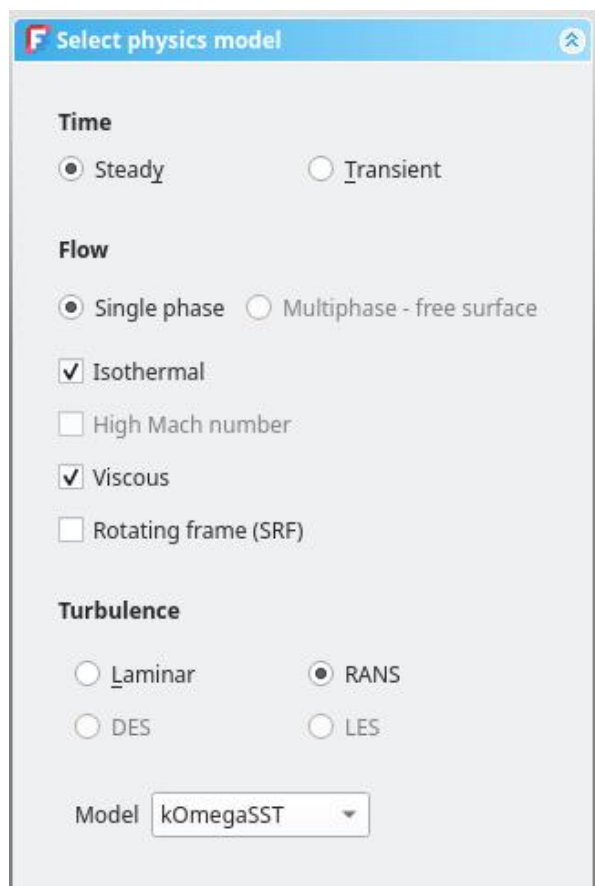 Select physics model
Time
Steady Transient
Flow
Single phase Multiphase - free surface
Isothermal
High Mach number
Viscous
Rotating frame (SRF)
Turbulence
Laminar RANS
DES LES
Model kOmegaSST